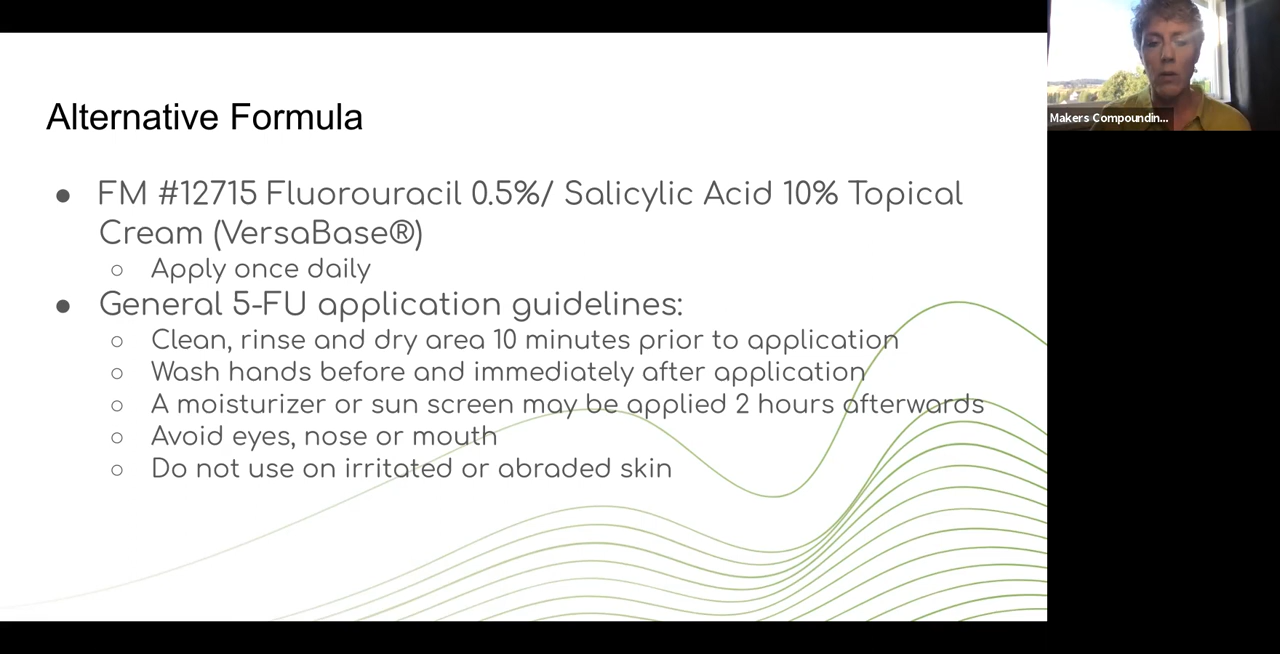 Alternative Formula
● FM #12715 Fluorouracil 0.5%/ Salicylic Acid 10% Topical
Cream (VersaBase®)
○ Apply once daily
● General 5-FU application guidelines:
○ Clean, rinse and dry area 10 minutes prior to application
○ Wash hands before and immediately after application
○ A moisturizer or sun screen may be applied 2 hours afterwards
○ Avoid eyes, nose or mouth
○ Do not use on irritated or abraded skin
Makers Compoundin...